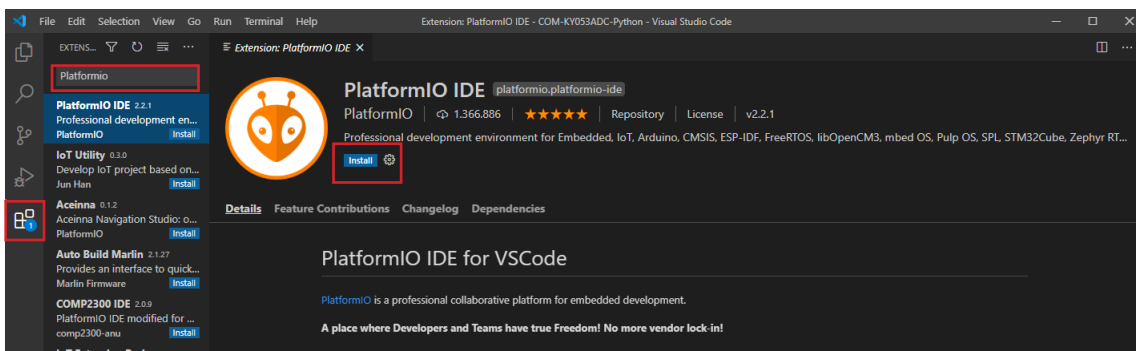 File Edit Selection View Go Run Terminal Help
Extension: PlatformIO IDE - COM-KY053ADC-Python - Visual Studio Code
EXTENS...
Extension: PlatformIO IDE
Platformio
PlatformIO IDE 2.2.1
Professional development en...
PlatformIO Install
IoT Utility 0.3.0
Develop IoT project based on...
Jun Han Install
Aceinna 0.1.2
Aceinna Navigation Studio: o...
PlatformIO Install
Auto Build Marlin 2.1.27
Provides an interface to quick...
Marlin Firmware Install
COMP2300 IDE 2.0.9
PlatformIO IDE modified for ...
comp2300-anu Install
1
PlatformIO IDE platformio.platformio-ide
PlatformIO 1.366.886 Repository License v2.2.1
Professional development environment for Embedded, IoT, Arduino, CMSIS, ESP-IDF, FreeRTOS, libOpenCM3, mbed OS, Pulp OS, SPL, STM32Cube, Zephyr RT...
Install
Details Feature Contributions Changelog Dependencies
PlatformIO IDE for VSCode
PlatformIO is a professional collaborative platform for embedded development.
A place where Developers and Teams have true Freedom! No more vendor lock-in!